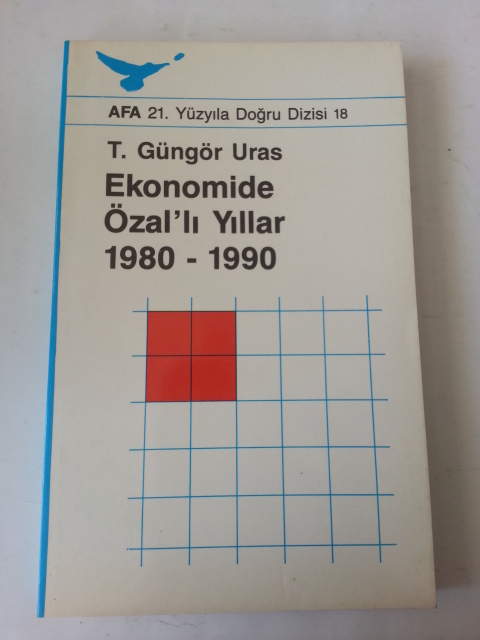 AFA 21. Yüzyıla Doğru Dizisi 18
T. Güngör Uras
Ekonomide
Özal'lı Yıllar
1980 - 1990